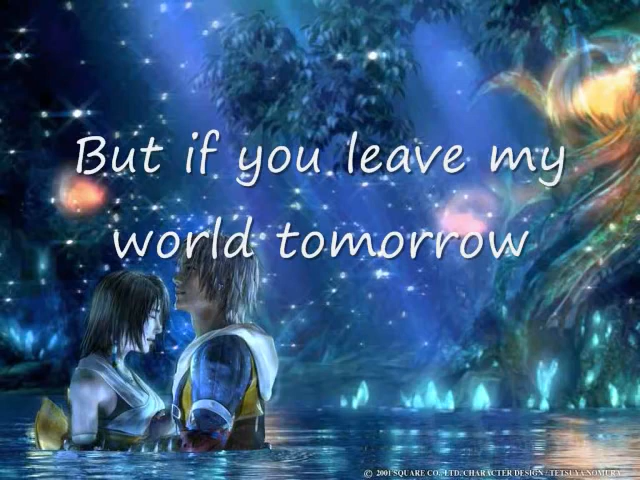 But if you leave my
world tomorrow
© 2001 SQUARE CO., LTD. CHARACTER DESIGN / TETSUYA NOMURA